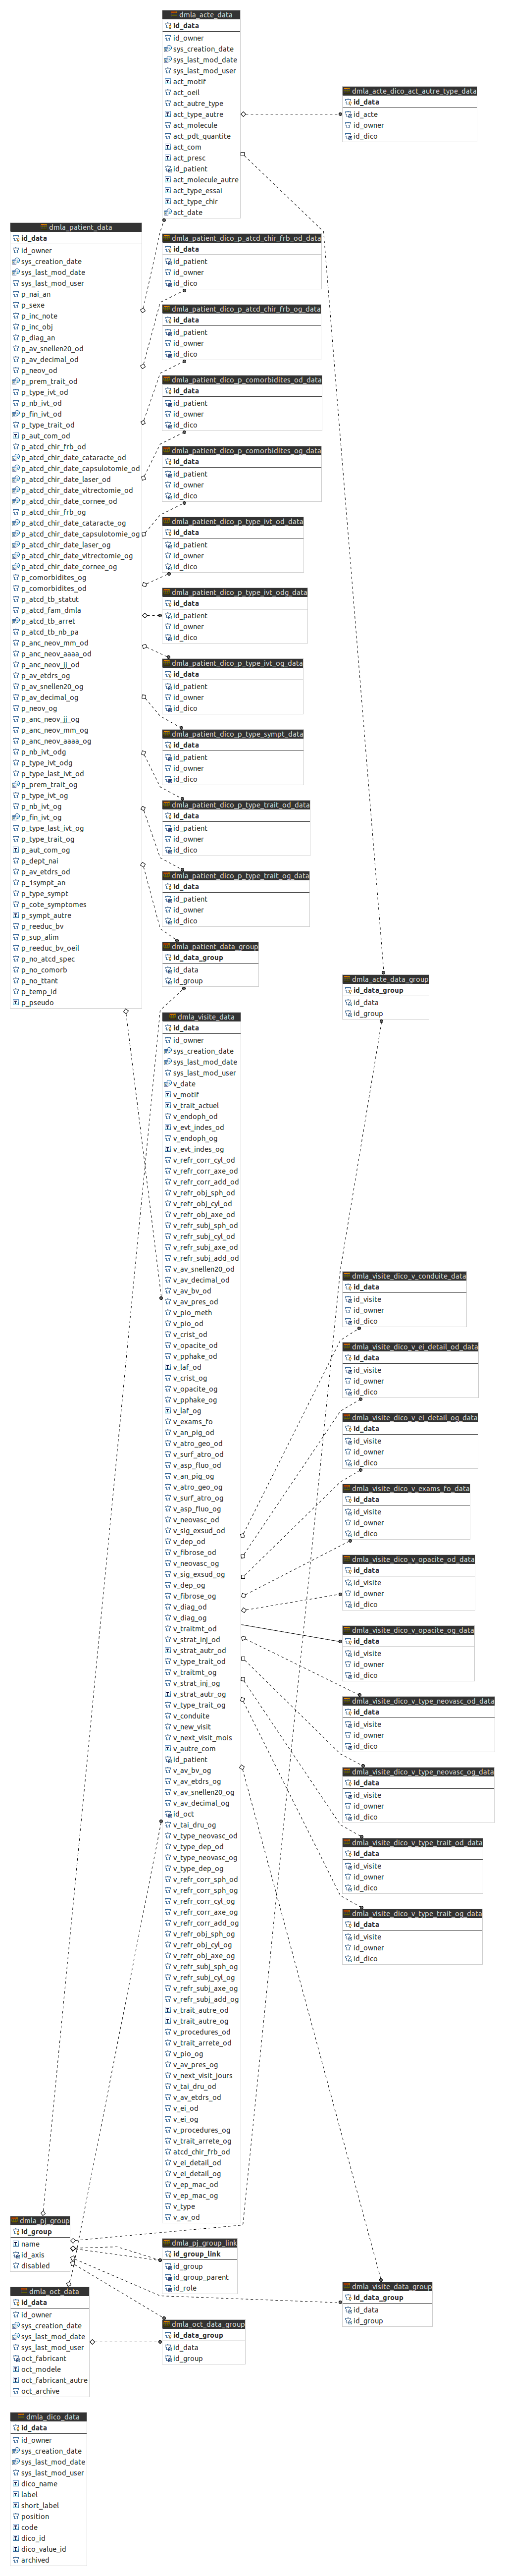 dmla_acte_data
id_data
id_owner
sys_creation_date
sys_last_mod_date
sys_last_mod_user
act_motif
act_oeil
act_autre_type
act_type_autre
act_molecule
act_pdt_quantite
act_com
act_presc
id_patient
act_molecule_autre
act_type_essai
act_type_chir
act_date
dmla_acte_dico_act_autre_type_data
id_data
id_acte
id_owner
id_dico
dmla_patient_data
id_data
id_owner
sys_creation_date
sys_last_mod_date
sys_last_mod_user
p_nai_an
p_sexe
p_inc_note
p_inc_obj
p_diag_an
p_av_snellen20_od
p_av_decimal_od
p_neov_od
p_prem_trait_od
p_type_ivt_od
p_nb_ivt_od
p_fin_ivt_od
p_type_trait_od
p_aut_com_od
p_atcd_chir_frb_od
p_atcd_chir_date_cataracte_od
p_atcd_chir_date_capsulotomie_od
p_atcd_chir_date_laser_od
p_atcd_chir_date_vitrectomie_od
p_atcd_chir_date_cornee_od
p_atcd_chir_frb_og
p_atcd_chir_date_cataracte_og
p_atcd_chir_date_capsulotomie_og
p_atcd_chir_date_laser_og
p_atcd_chir_date_vitrectomie_og
p_atcd_chir_date_cornee_og
p_comorbidites_og
p_comorbidites_od
p_atcd_tb_statut
p_atcd_fam_dmla
p_atcd_tb_arret
p_atcd_tb_nb_pa
p_anc_neov_mm_od
p_anc_neov_aaaa_od
p_anc_neov_jj_od
p_av_etdrs_og
p_av_snellen20_og
p_av_decimal_og
p_neov_og
p_anc_neov_jj_og
p_anc_neov_mm_og
p_anc_neov_aaaa_og
p_nb_ivt_odg
p_type_ivt_odg
p_type_last_ivt_od
p_prem_trait_og
p_type_ivt_og
p_nb_ivt_og
p_fin_ivt_og
p_type_last_ivt_og
p_type_trait_og
p_aut_com_og
p_dept_nai
p_av_etdrs_od
p_1sympt_an
p_type_sympt
p_cote_symptomes
p_sympt_autre
p_reeduc_bv
p_sup_alim
p_reeduc_bv_oeil
p_no_atcd_spec
p_no_comorb
p_no_ttant
p_temp_id
p_pseudo
dmla_patient_dico_p_atcd_chir_frb_od_data
id_data
id_patient
id_owner
id_dico
dmla_patient_dico_p_atcd_chir_frb_og_data
id_data
id_patient
id_owner
id_dico
dmla_patient_dico_p_comorbidites_od_data
id_data
id_patient
id_owner
id_dico
dmla_patient_dico_p_comorbidites_og_data
id_data
id_patient
id_owner
id_dico
dmla_patient_dico_p_type_ivt_od_data
id_data
id_patient
id_owner
id_dico
dmla_patient_dico_p_type_ivt_odg_data
id_data
id_patient
id_owner
id_dico
dmla_patient_dico_p_type_ivt_og_data
id_data
id_patient
id_owner
id_dico
dmla_patient_dico_p_type_sympt_data
id_data
id_patient
id_owner
id_dico
dmla_patient_dico_p_type_trait_od_data
id_data
id_patient
id_owner
id_dico
dmla_patient_dico_p_type_trait_og_data
id_data
id_patient
id_owner
id_dico
dmla_patient_data_group
id_data_group
id_data
id_group
dmla_acte_data_group
id_data_group
id_data
id_group
dmla_visite_data
id_data
id_owner
sys_creation_date
sys_last_mod_date
sys_last_mod_user
v_date
v_motif
v_trait_actuel
v_endoph_od
v_evt_indes_od
v_endoph_og
v_evt_indes_og
v_refr_corr_cyl_od
v_refr_corr_axe_od
v_refr_corr_add_od
v_refr_obj_sph_od
v_refr_obj_cyl_od
v_refr_obj_axe_od
v_refr_subj_sph_od
v_refr_subj_cyl_od
v_refr_subj_axe_od
v_refr_subj_add_od
v_av_snellen20_od
v_av_decimal_od
v_av_bv_od
v_av_pres_od
v_pio_meth
v_pio_od
v_crist_od
v_opacite_od
v_pphake_od
v_laf_od
v_crist_og
v_opacite_og
v_pphake_og
v_laf_og
v_exams_fo
v_an_pig_od
v_atro_geo_od
v_surf_atro_od
v_asp_fluo_od
v_an_pig_og
v_atro_geo_og
v_surf_atro_og
v_asp_fluo_og
v_neovasc_od
v_sig_exsud_od
v_dep_od
v_fibrose_od
v_neovasc_og
v_sig_exsud_og
v_dep_og
v_fibrose_og
v_diag_od
v_diag_og
v_traitmt_od
v_strat_inj_od
v_strat_autr_od
v_type_trait_od
v_traitmt_og
v_strat_inj_og
v_strat_autr_og
v_type_trait_og
v_conduite
v_new_visit
v_next_visit_mois
v_autre_com
id_patient
v_av_bv_og
v_av_etdrs_og
v_av_snellen20_og
v_av_decimal_og
id_oct
v_tai_dru_og
v_type_neovasc_od
v_type_dep_od
v_type_neovasc_og
v_type_dep_og
v_refr_corr_sph_od
v_refr_corr_sph_og
v_refr_corr_cyl_og
v_refr_corr_axe_og
v_refr_corr_add_og
v_refr_obj_sph_og
v_refr_obj_cyl_og
v_refr_obj_axe_og
v_refr_subj_sph_og
v_refr_subj_cyl_og
v_refr_subj_axe_og
v_refr_subj_add_og
v_trait_autre_od
v_trait_autre_og
v_procedures_od
v_trait_arrete_od
v_pio_og
v_av_pres_og
v_next_visit_jours
v_tai_dru_od
v_av_etdrs_od
v_ei_od
v_ei_og
v_procedures_og
v_trait_arrete_og
atcd_chir_frb_od
v_ei_detail_od
v_ei_detail_og
v_ep_mac_od
v_ep_mac_og
v_type
v_av_od
dmla_visite_dico_v_conduite_data
id_data
id_visite
id_owner
id_dico
dmla_visite_dico_v_ei_detail_od_data
id_data
id_visite
id_owner
id_dico
dmla_visite_dico_v_ei_detail_og_data
id_data
id_visite
id_owner
id_dico
dmla_visite_dico_v_exams_fo_data
id_data
id_visite
id_owner
id_dico
dmla_visite_dico_v_opacite_od_data
id_data
id_visite
id_owner
id_dico
dmla_visite_dico_v_opacite_og_data
id_data
id_visite
id_owner
id_dico
dmla_visite_dico_v_type_neovasc_od_data
id_data
id_visite
id_owner
id_dico
dmla_visite_dico_v_type_neovasc_og_data
id_data
id_visite
id_owner
id_dico
dmla_visite_dico_v_type_trait_od_data
id_data
id_visite
id_owner
id_dico
dmla_visite_dico_v_type_trait_og_data
id_data
id_visite
id_owner
id_dico
dmla_pj_group
id_group
name
id_axis
disabled
dmla_pj_group_link
id_group_link
id_group
id_group_parent
id_role
dmla_visite_data_group
id_data_group
id_data
id_group
dmla_oct_data
id_data
id_owner
sys_creation_date
sys_last_mod_date
sys_last_mod_user
oct_fabricant
oct_modele
oct_fabricant_autre
oct_archive
dmla_oct_data_group
id_data_group
id_data
id_group
dmla_dico_data
id_data
id_owner
sys_creation_date
sys_last_mod_date
sys_last_mod_user
dico_name
label
short_label
position
code
dico_id
dico_value_id
archived